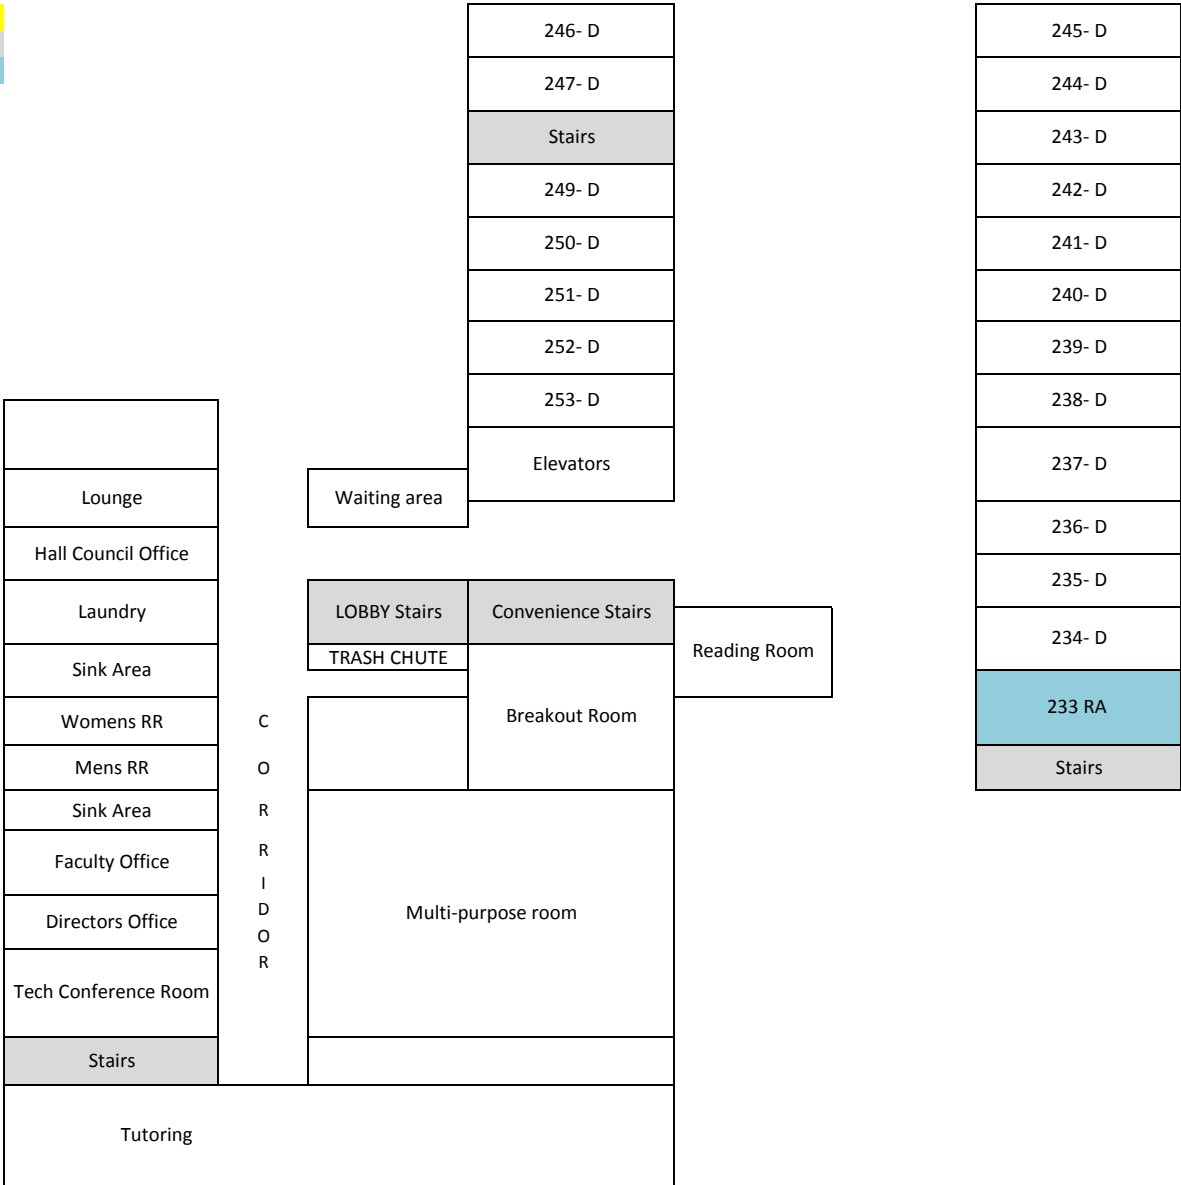 246- D
245- D
247- D
244- D
Stairs
243- D
249- D
242- D
250- D
241- D
251- D
240- D
252- D
239- D
253- D
238- D
Elevators
237- D
Lounge
Waiting area
236- D
Hall Council Office
235- D
Laundry
LOBBY Stairs
Convenience Stairs
234- D
TRASH CHUTE
Reading Room
Sink Area
233 RA
Womens RR
C
Breakout Room
Mens RR
O
Stairs
Sink Area
R
Faculty Office
R
I
Directors Office
D
Multi-purpose room
O
R
Tech Conference Room
Stairs
Tutoring